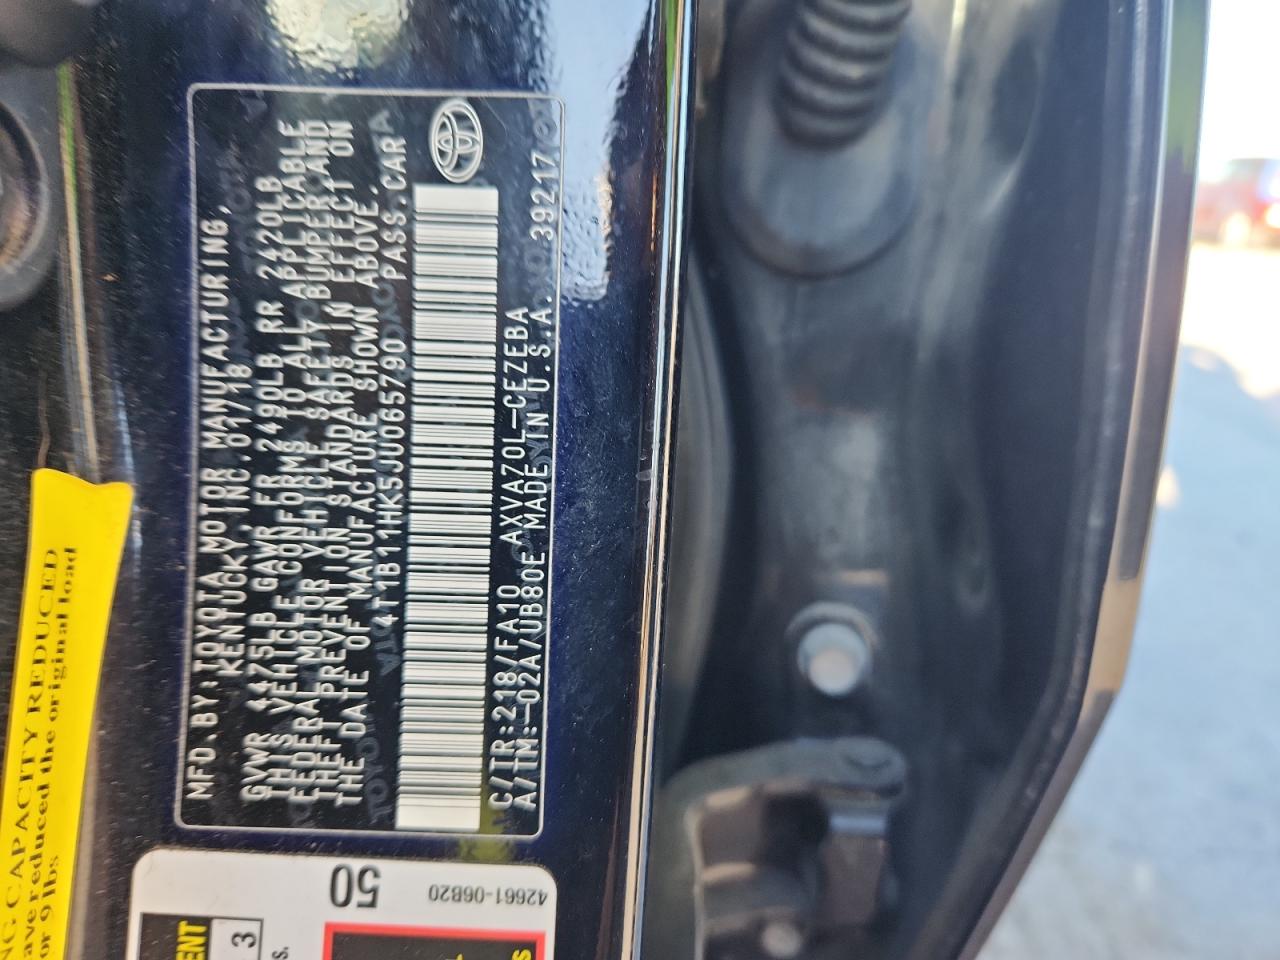 MFD.BY:TOYOTA MOTOR MANUFACTURING,
KENTUCKY, INC.01/18
GVWR 4475LB GAWR FR 2490LB RR 2420LB
THIS VEHICLE CONFORMS TO ALL APPLICABLE
FEDERAL MOTOR VEHICLE SAFETY,BUMPER,AND
THEFT PREVENTION STANDARDS IN EFFECT ON
THE DATE OF MANUFACTURE SHOWN ABOVE.
4T1B11HK5JU065790 PASS.CAR
C/TR:218/FA10 AXVA70L-CEZEBA
A/TM:-02A/UB80E MADE IN U.S.A. 39217
CAPACITY REDUCED
reduced the original load
or 9 lbs
50
42661-06B20
3